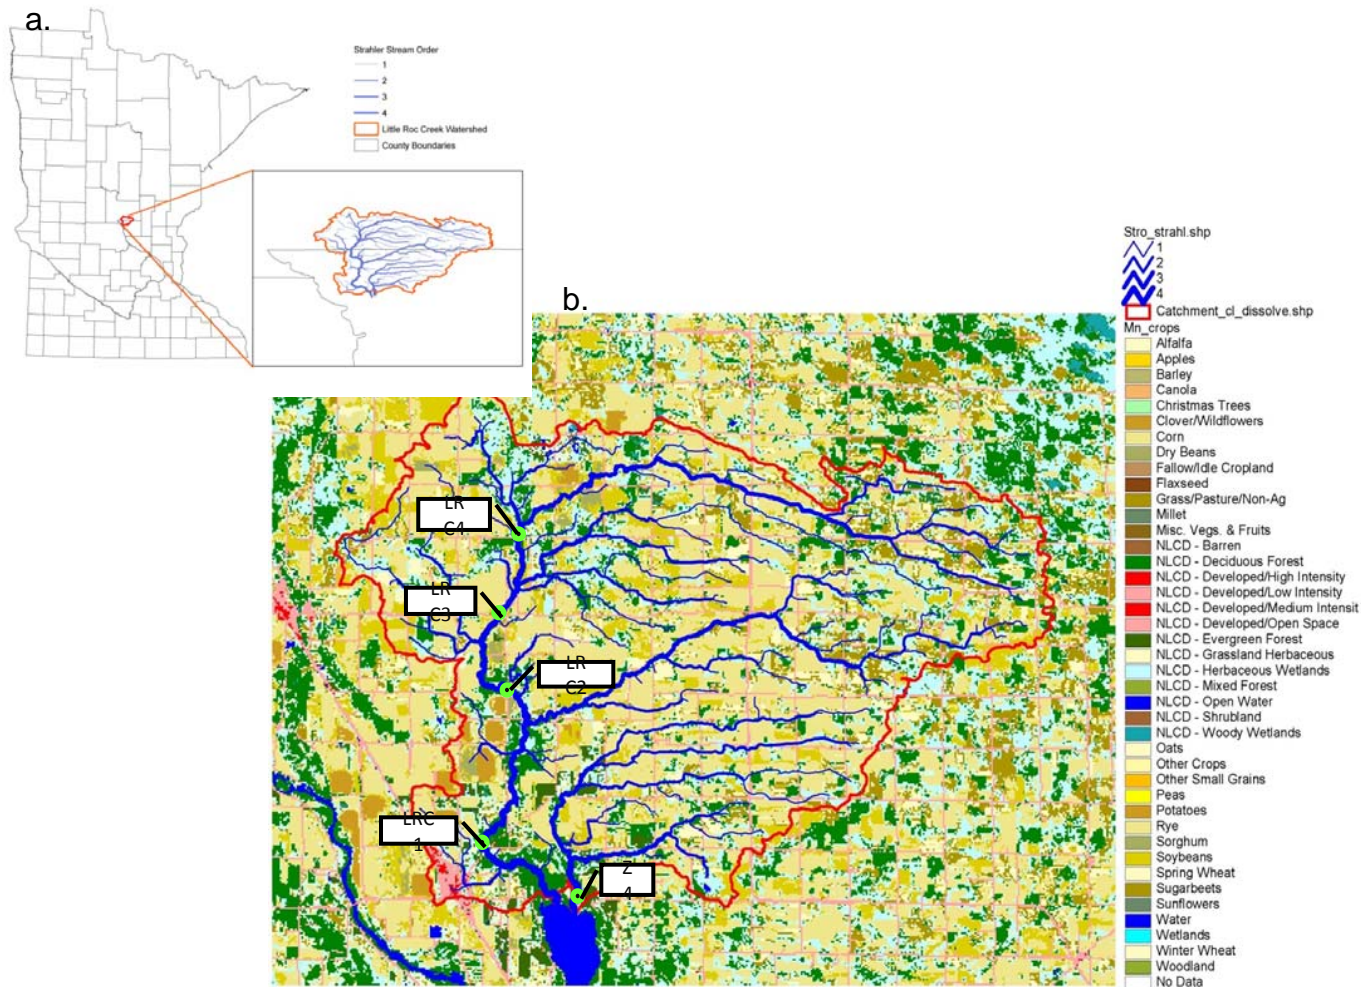 a.
Strahler Stream Order
1
2
3
4
Little Roc Creek Watershed
County Boundaries
b.
Stro_strahl.shp
1
2
3
4
Catchment_cl_dissolve.shp
Mn_crops
Alfalfa
Apples
Barley
Canola
Christmas Trees
Clover/Wildflowers
Corn
Dry Beans
Fallow/Idle Cropland
Flaxseed
Grass/Pasture/Non-Ag
Millet
Misc. Vegs. & Fruits
NLCD - Barren
NLCD - Deciduous Forest
NLCD - Developed/High Intensity
NLCD - Developed/Low Intensity
NLCD - Developed/Medium Intensit
NLCD - Developed/Open Space
NLCD - Evergreen Forest
NLCD - Grassland Herbaceous
NLCD - Herbaceous Wetlands
NLCD - Mixed Forest
NLCD - Open Water
NLCD - Shrubland
NLCD - Woody Wetlands
Oats
Other Crops
Other Small Grains
Peas
Potatoes
Rye
Sorghum
Soybeans
Spring Wheat
Sugarbeets
Sunflowers
Water
Wetlands
Winter Wheat
Woodland
No Data
LR
C4
LR
C3
LR
C2
LRC
1
Z
4